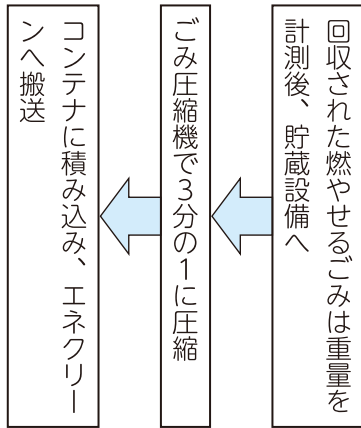 回収された燃やせるごみは重量を
計測後、貯蔵設備へ
ごみ圧縮機で3分の1に圧縮
コンテナに積み込み、エネクリー
ンへ搬送